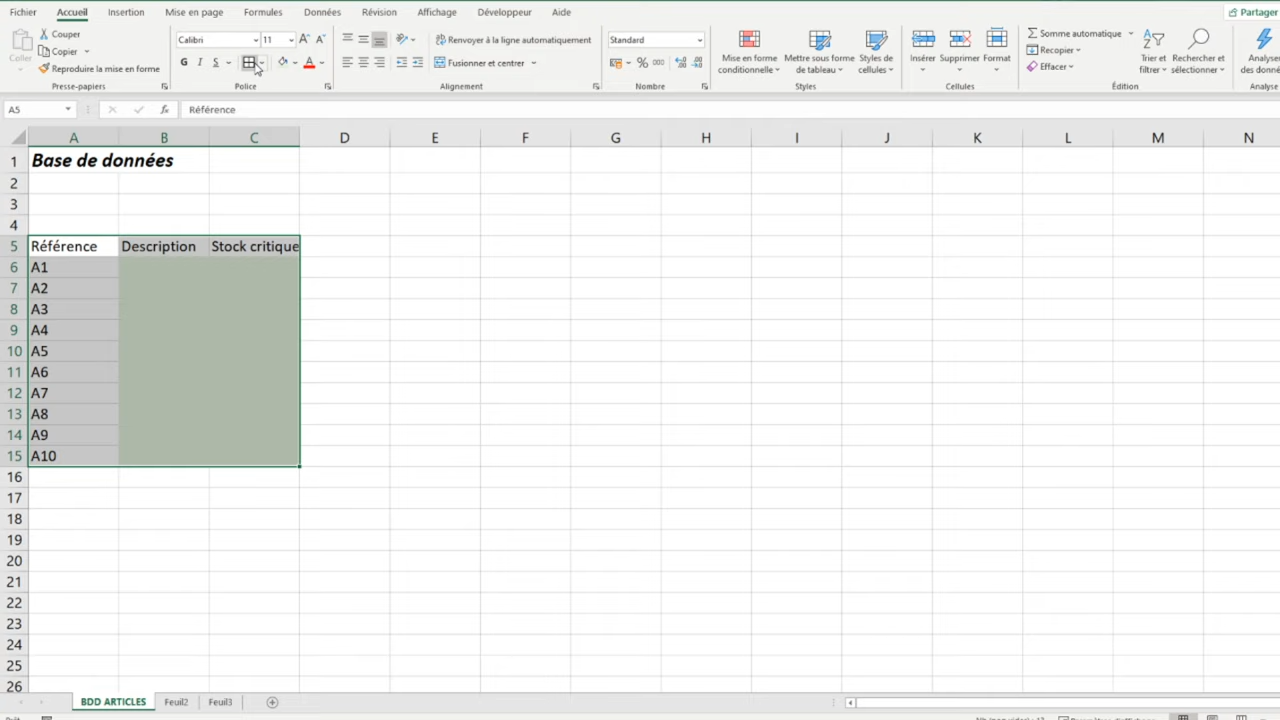 Fichier Accueil Insertion Mise en page Formules Données Révision Affichage Développeur Aide Partager
Coller
Couper
Copier
Reproduire la mise en forme
Presse-papiers
Calibri 11
G I S
Police
Renvoyer à la ligne automatiquement
Fusionner et centrer
Alignement
Standard
% 000
Nombre
Mise en forme conditionnelle
Mettre sous forme de tableau
Styles de cellules
Styles
Insérer Supprimer Format
Cellules
Somme automatique
Recopier
Effacer
Trier et filtrer
Rechercher et sélectionner
Édition
Analyse
A5 fx Référence
A B C D E F G H I J K L M N
1 Base de données
2
3
4
5 Référence Description Stock critique
6 A1
7 A2
8 A3
9 A4
10 A5
11 A6
12 A7
13 A8
14 A9
15 A10
16
17
18
19
20
21
22
23
24
25
26
BDD ARTICLES Feuil2 Feuil3